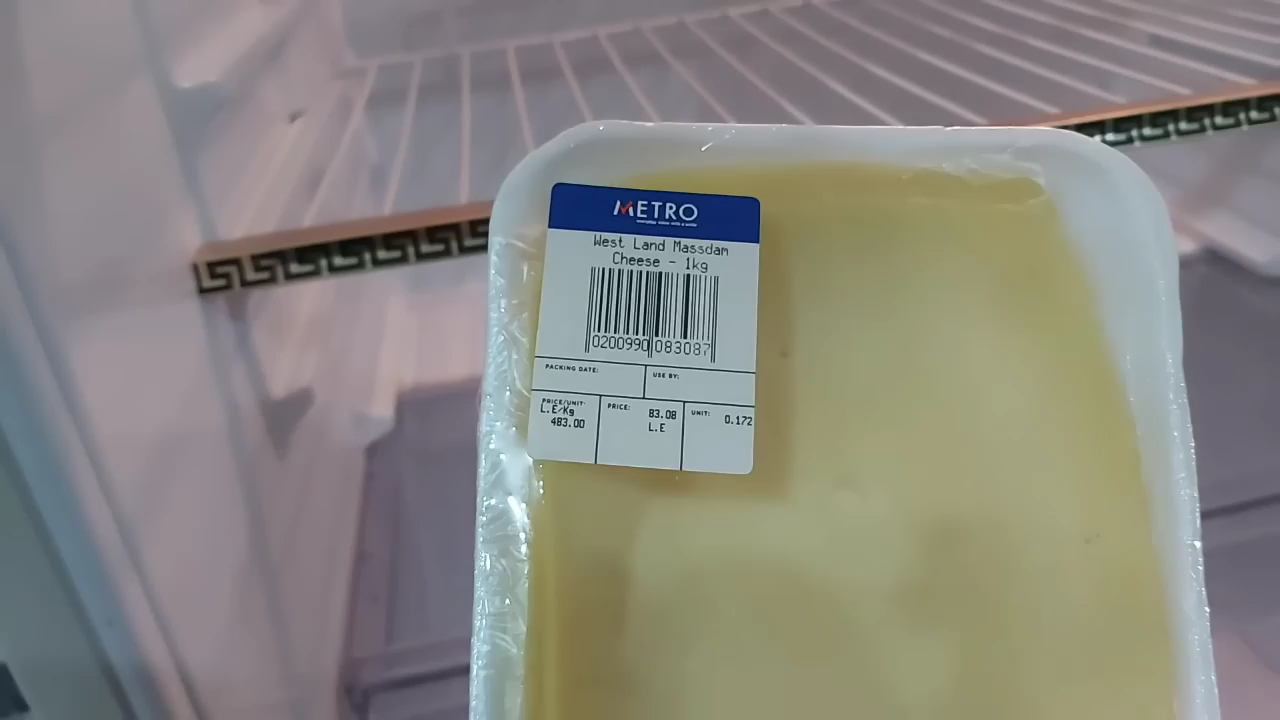 METRO
West Land Massdam
Cheese - 1kg
0200990 083087
PACKING DATE:
USE BY:
PRICE/UNIT:
L.E/Kg
483.00
PRICE:
83.08
L.E
UNIT:
0.172